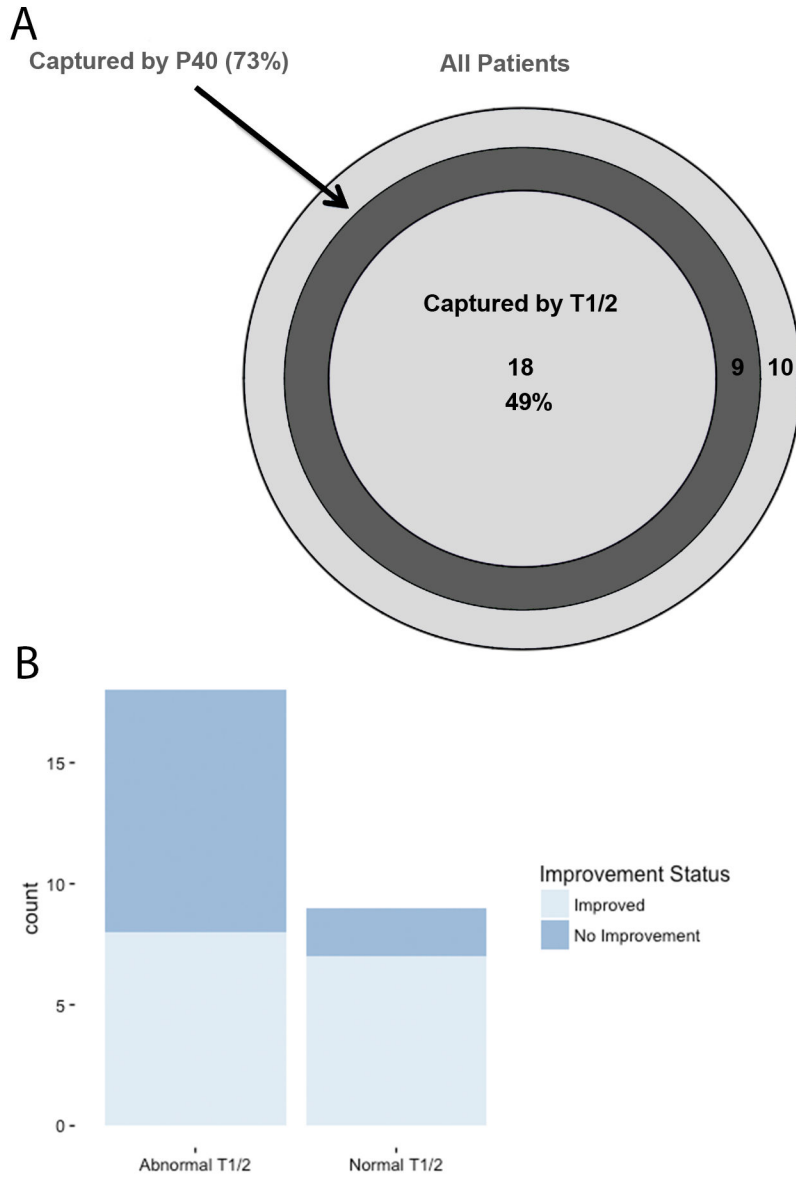 A
Captured by P40 (73%)
All Patients
Captured by T1/2
18
9
10
49%
B
15
10
5
0
count
Abnormal T1/2
Normal T1/2
Improvement Status
Improved
No Improvement